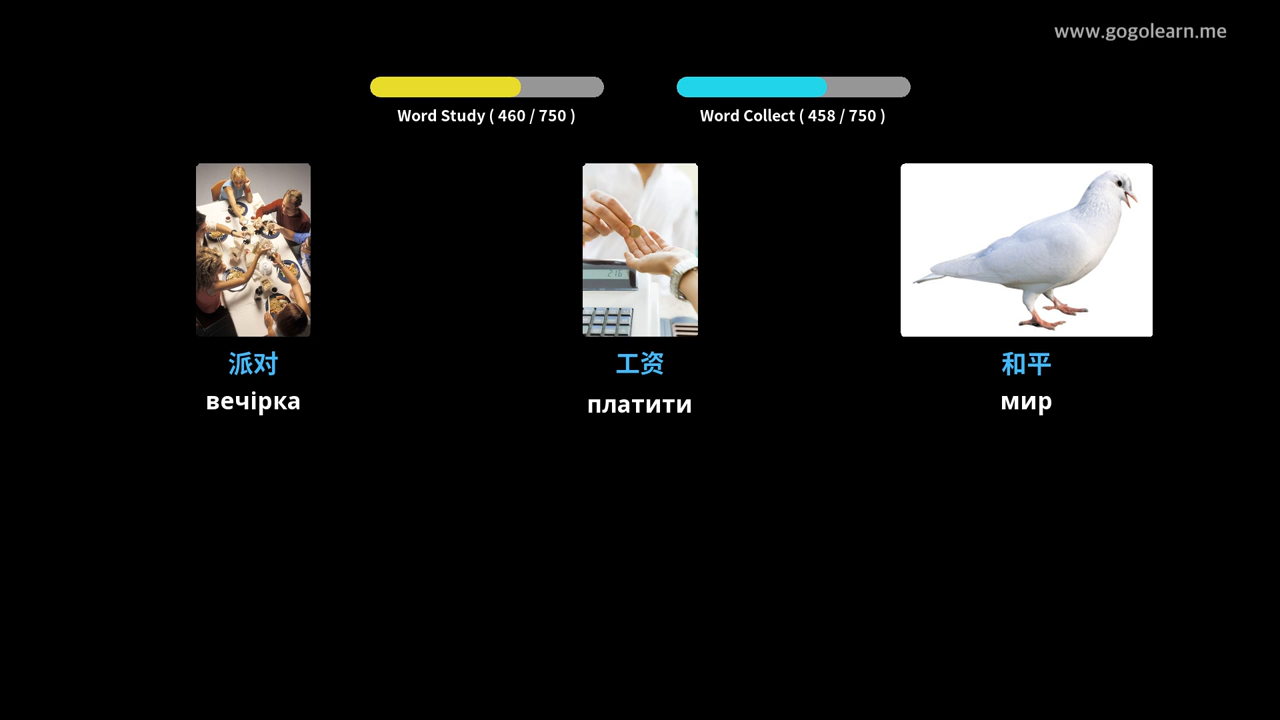 www.gogolearn.me
Word Study ( 460 / 750 )
Word Collect ( 458 / 750 )
派对
工资
和平
вечірка
платити
мир